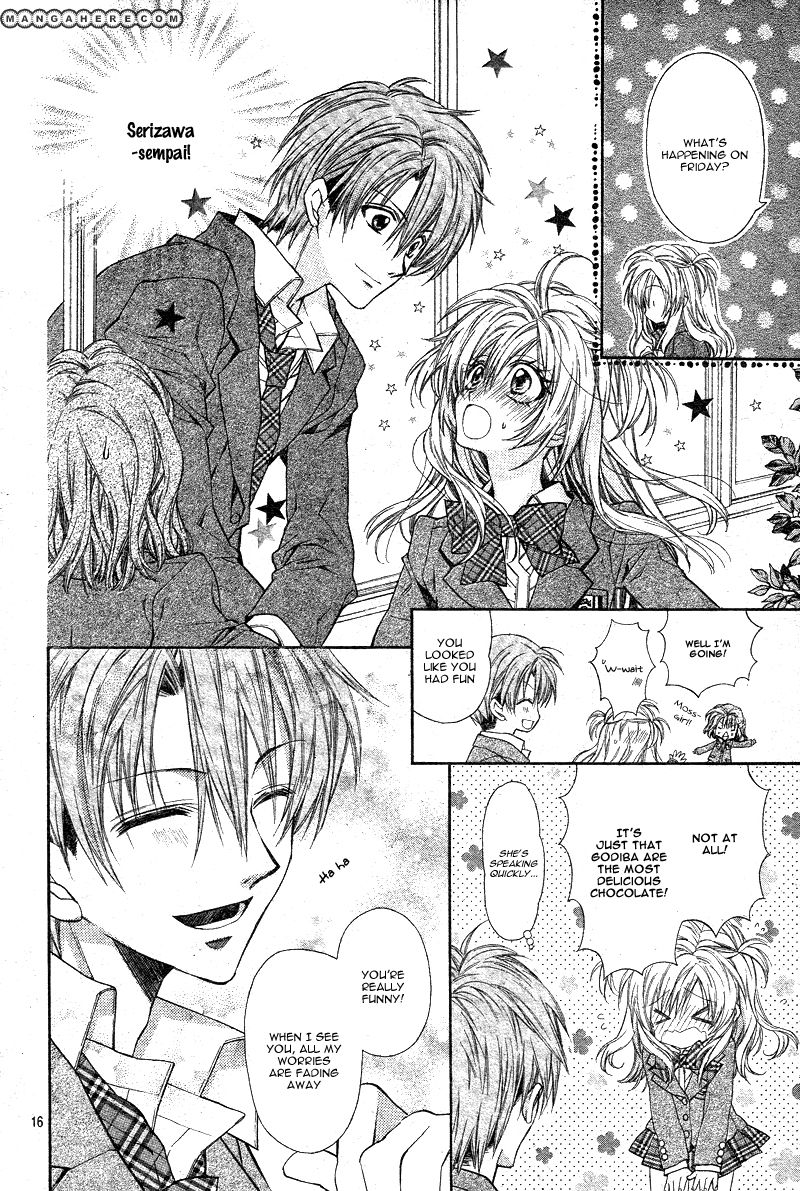 MANGAHERE.COM
WHAT'S
HAPPENING ON
FRIDAY?
Serizawa
-sempai!
WELL I'M
GOING!
Moss-
girl!
W-wait
YOU
LOOKED
LIKE YOU
HAD FUN
NOT AT
ALL!
IT'S
JUST THAT
GODIBA ARE
THE MOST
DELICIOUS
CHOCOLATE!
SHE'S
SPEAKING
QUICKLY...
Ha ha
YOU'RE
REALLY
FUNNY!
WHEN I SEE
YOU, ALL MY
WORRIES
ARE FADING
AWAY
16